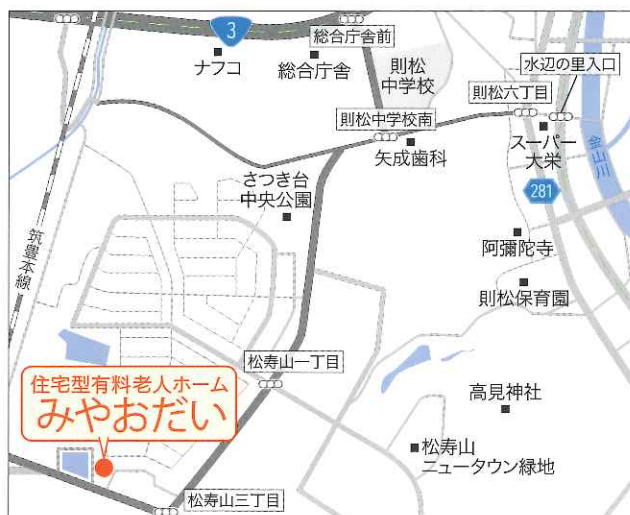 3
ナフコ
総合庁舎前
総合庁舎
則松
中学校
水辺の里入口
則松六丁目
則松中学校南
矢成歯科
スーパー
大栄
金山川
281
さつき台
中央公園
筑豊本線
阿彌陀寺
則松保育園
松寿山一丁目
高見神社
松寿山
ニュータウン緑地
住宅型有料老人ホーム
みやおだい
松寿山三丁目